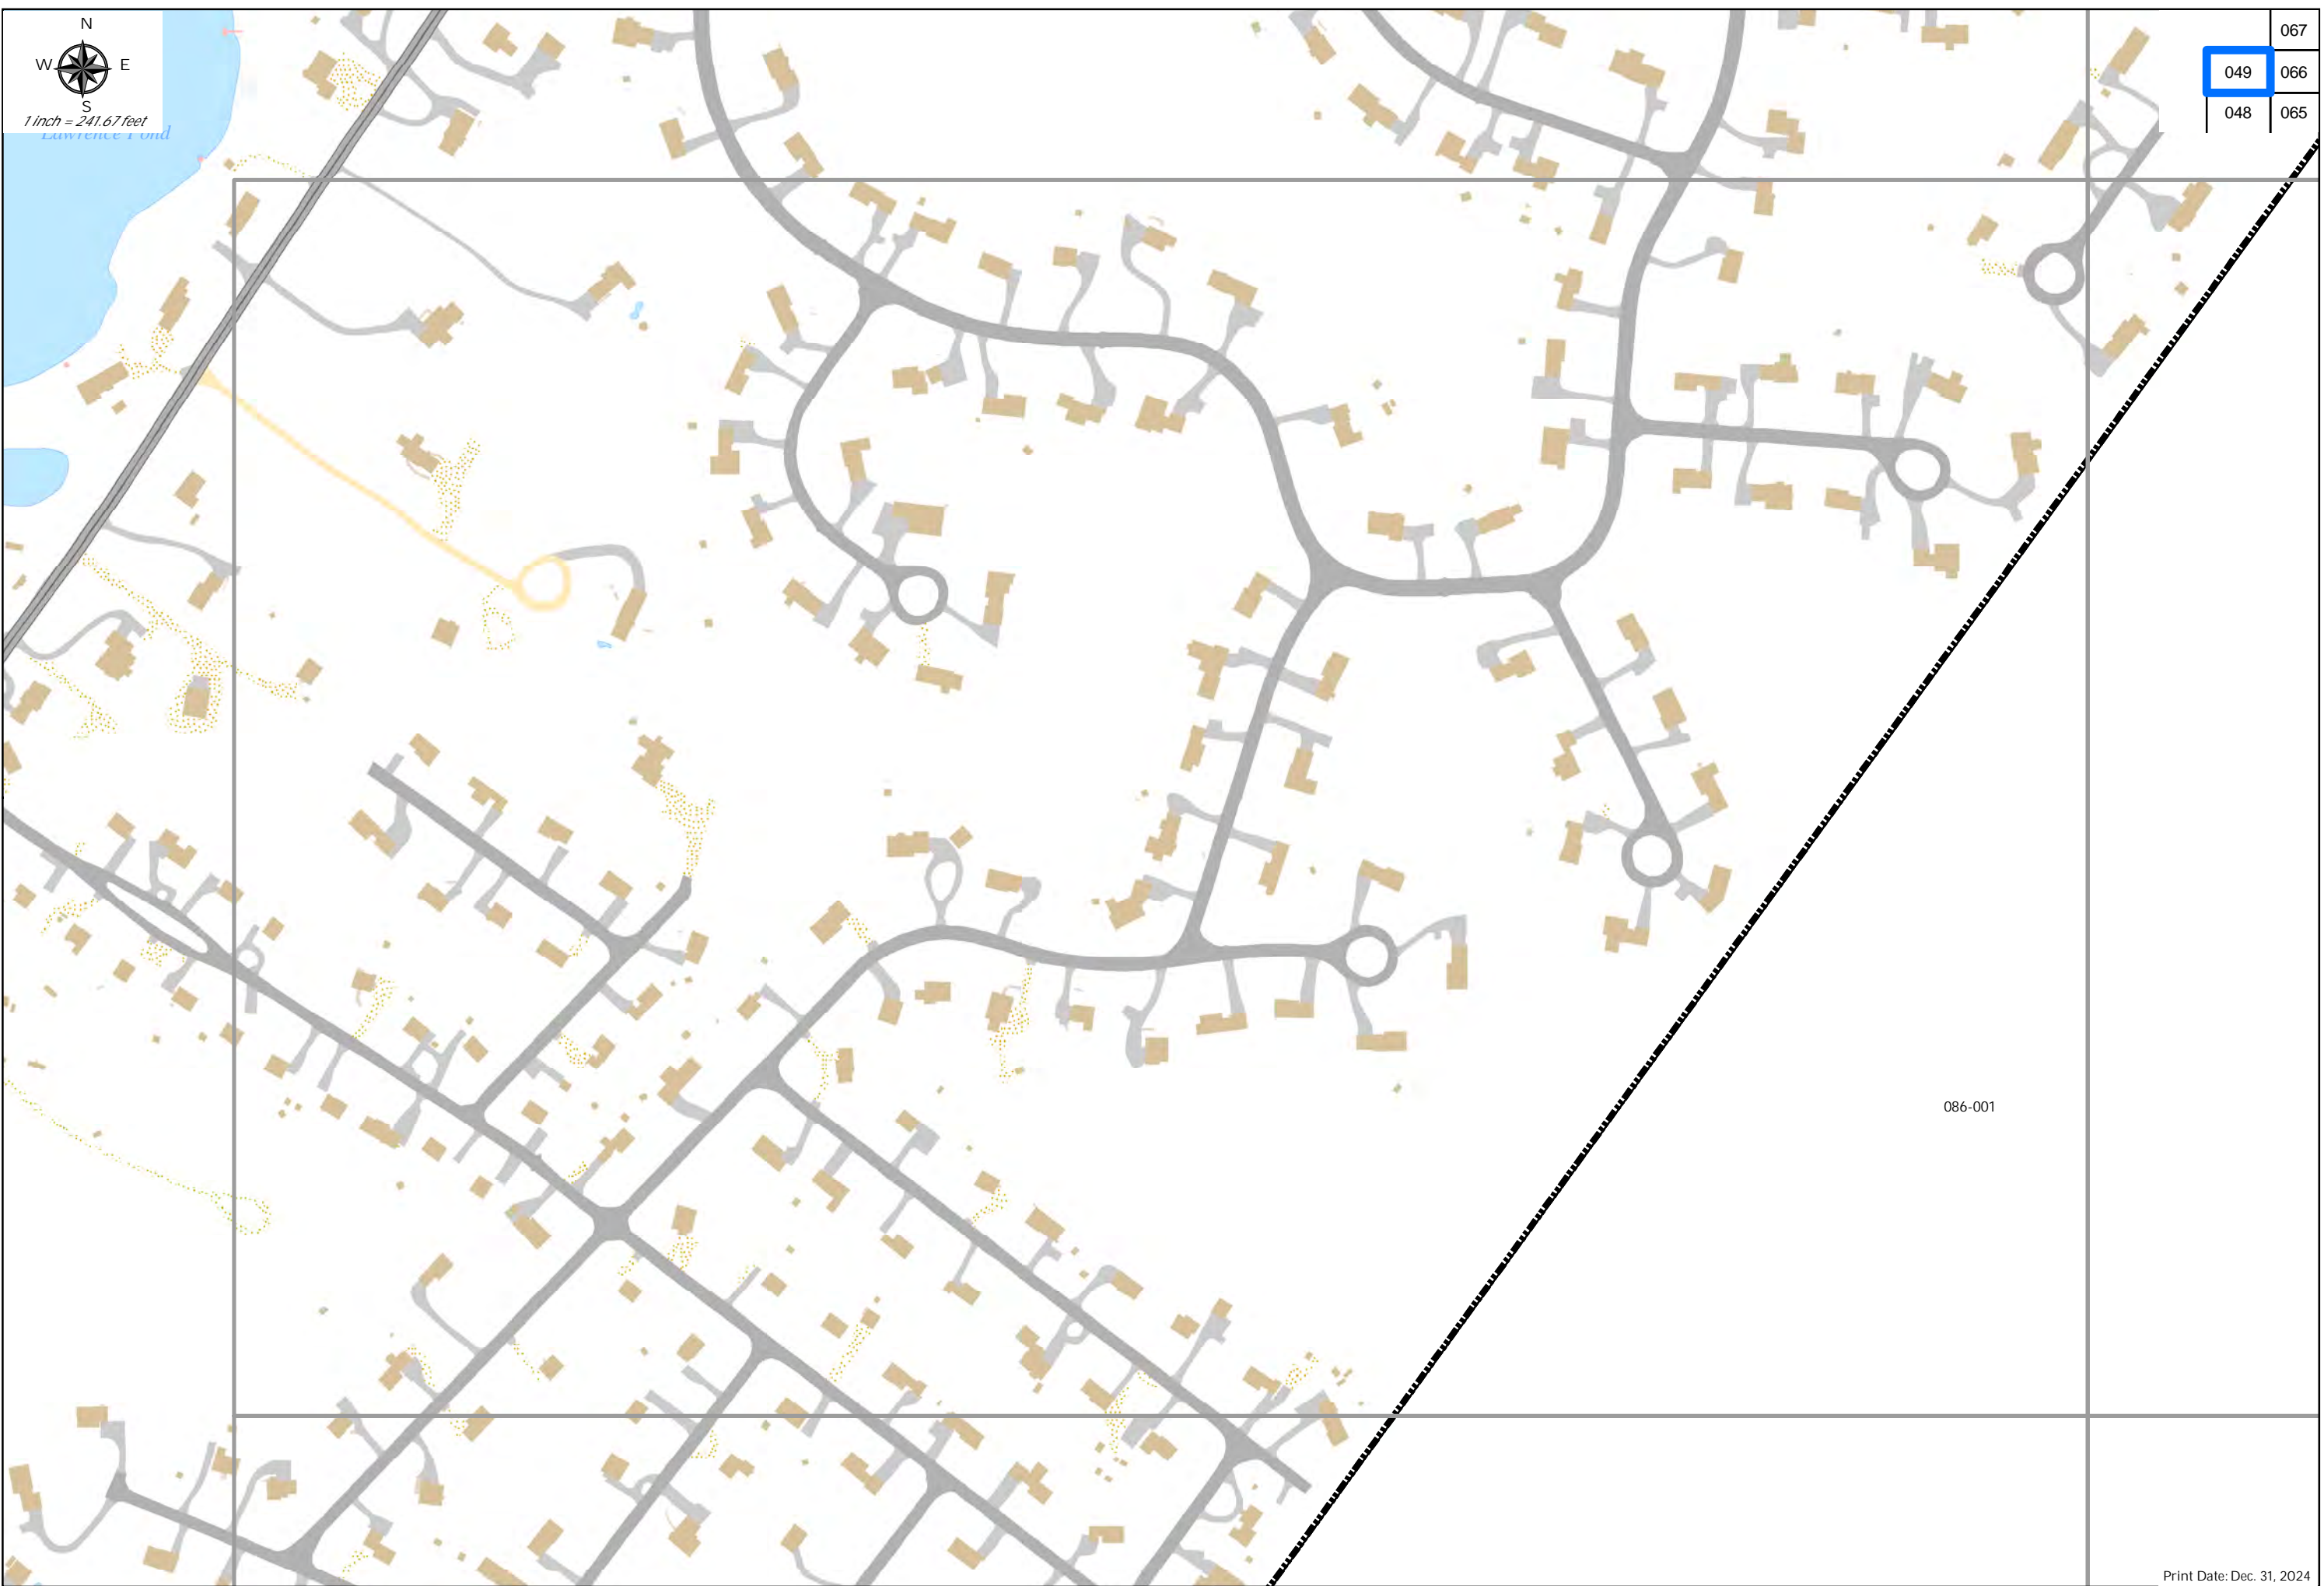 N
W E
S
1 inch = 241.67 feet
Lawrence Pond
067
049 066
048 065
086-001
Print Date: Dec. 31, 2024